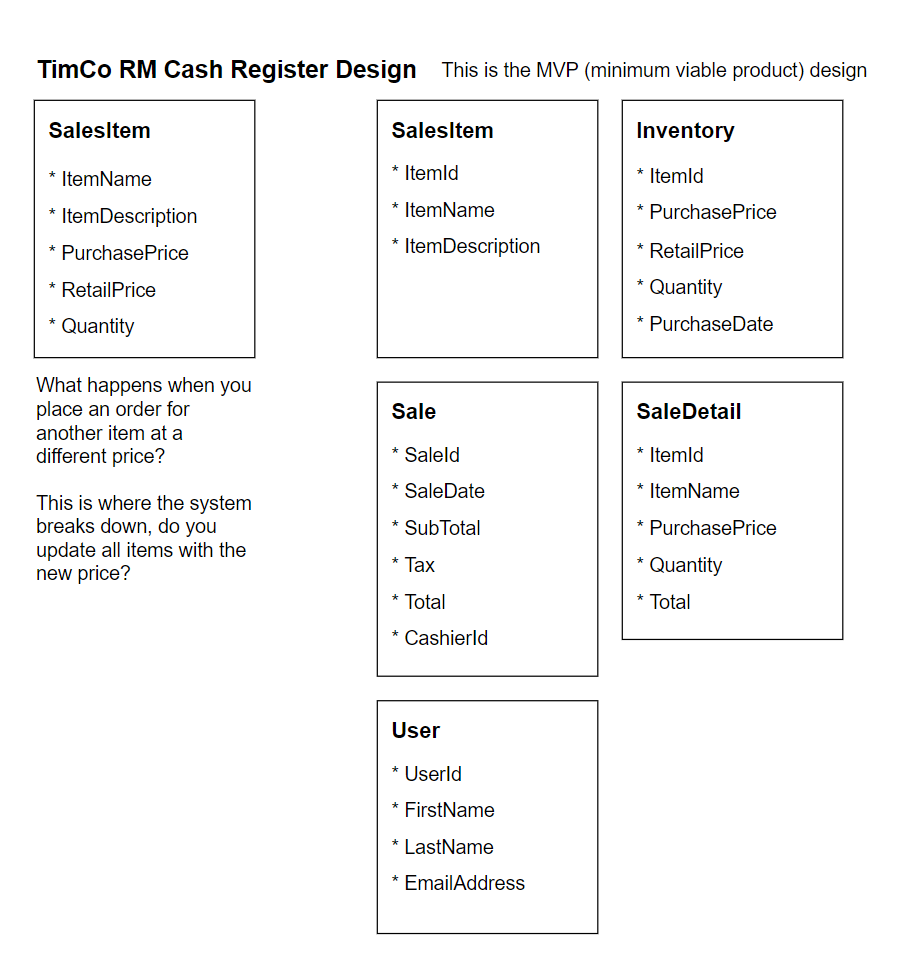 TimCo RM Cash Register Design
This is the MVP (minimum viable product) design
SalesItem
* ItemName
* ItemDescription
* PurchasePrice
* RetailPrice
* Quantity
What happens when you
place an order for
another item at a
different price?
This is where the system
breaks down, do you
update all items with the
new price?
SalesItem
* ItemId
* ItemName
* ItemDescription
Inventory
* ItemId
* PurchasePrice
* RetailPrice
* Quantity
* PurchaseDate
Sale
* SaleId
* SaleDate
* SubTotal
* Tax
* Total
* CashierId
SaleDetail
* ItemId
* ItemName
* PurchasePrice
* Quantity
* Total
User
* UserId
* FirstName
* LastName
* EmailAddress